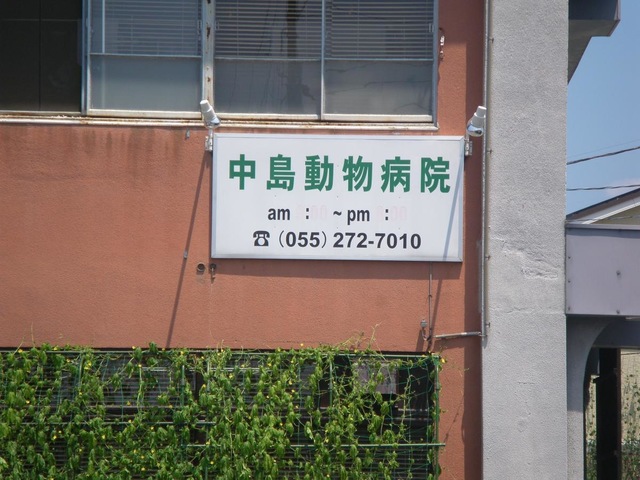 中島動物病院
am : ~ pm :
☎(055)272-7010